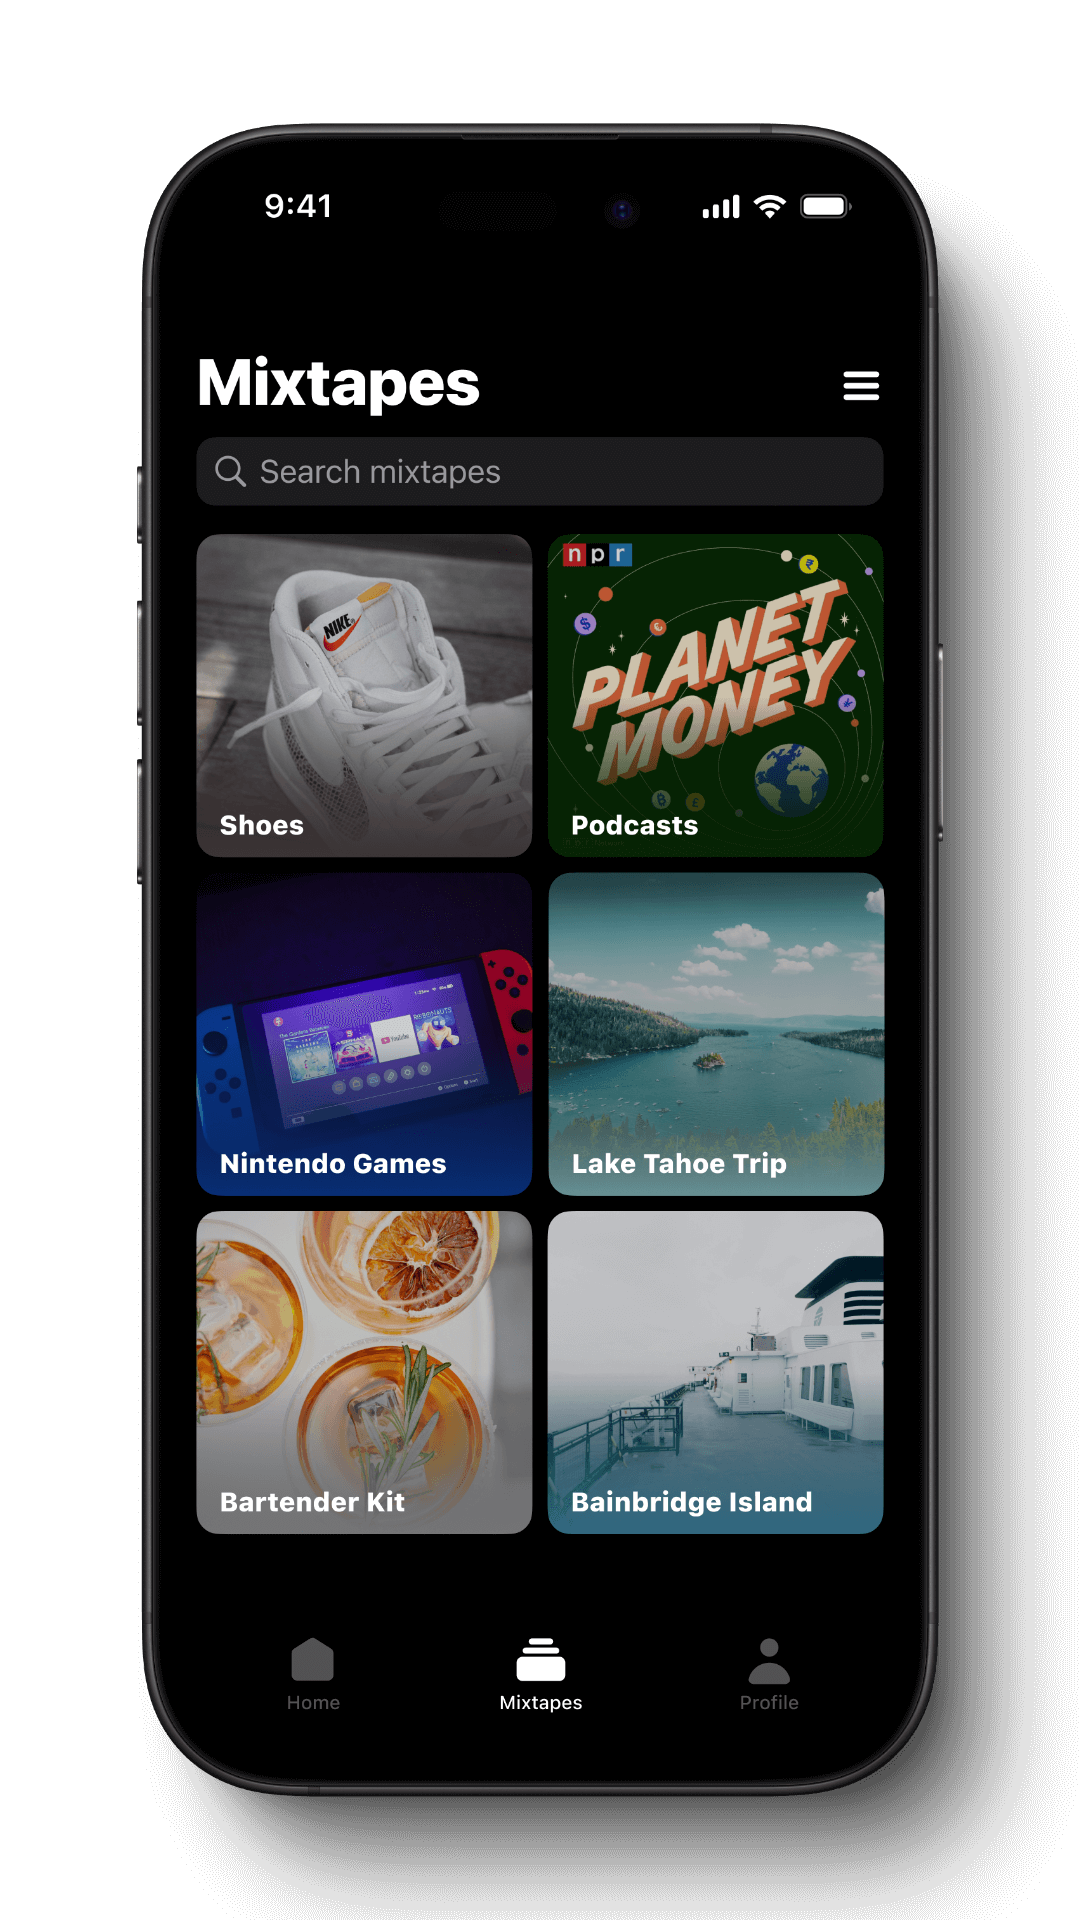 9:41
Mixtapes
Search mixtapes
NIKE
Shoes
npr
PLANET
MONEY
Podcasts
YouTube
Nintendo Games
Lake Tahoe Trip
Bartender Kit
Bainbridge Island
Home
Mixtapes
Profile